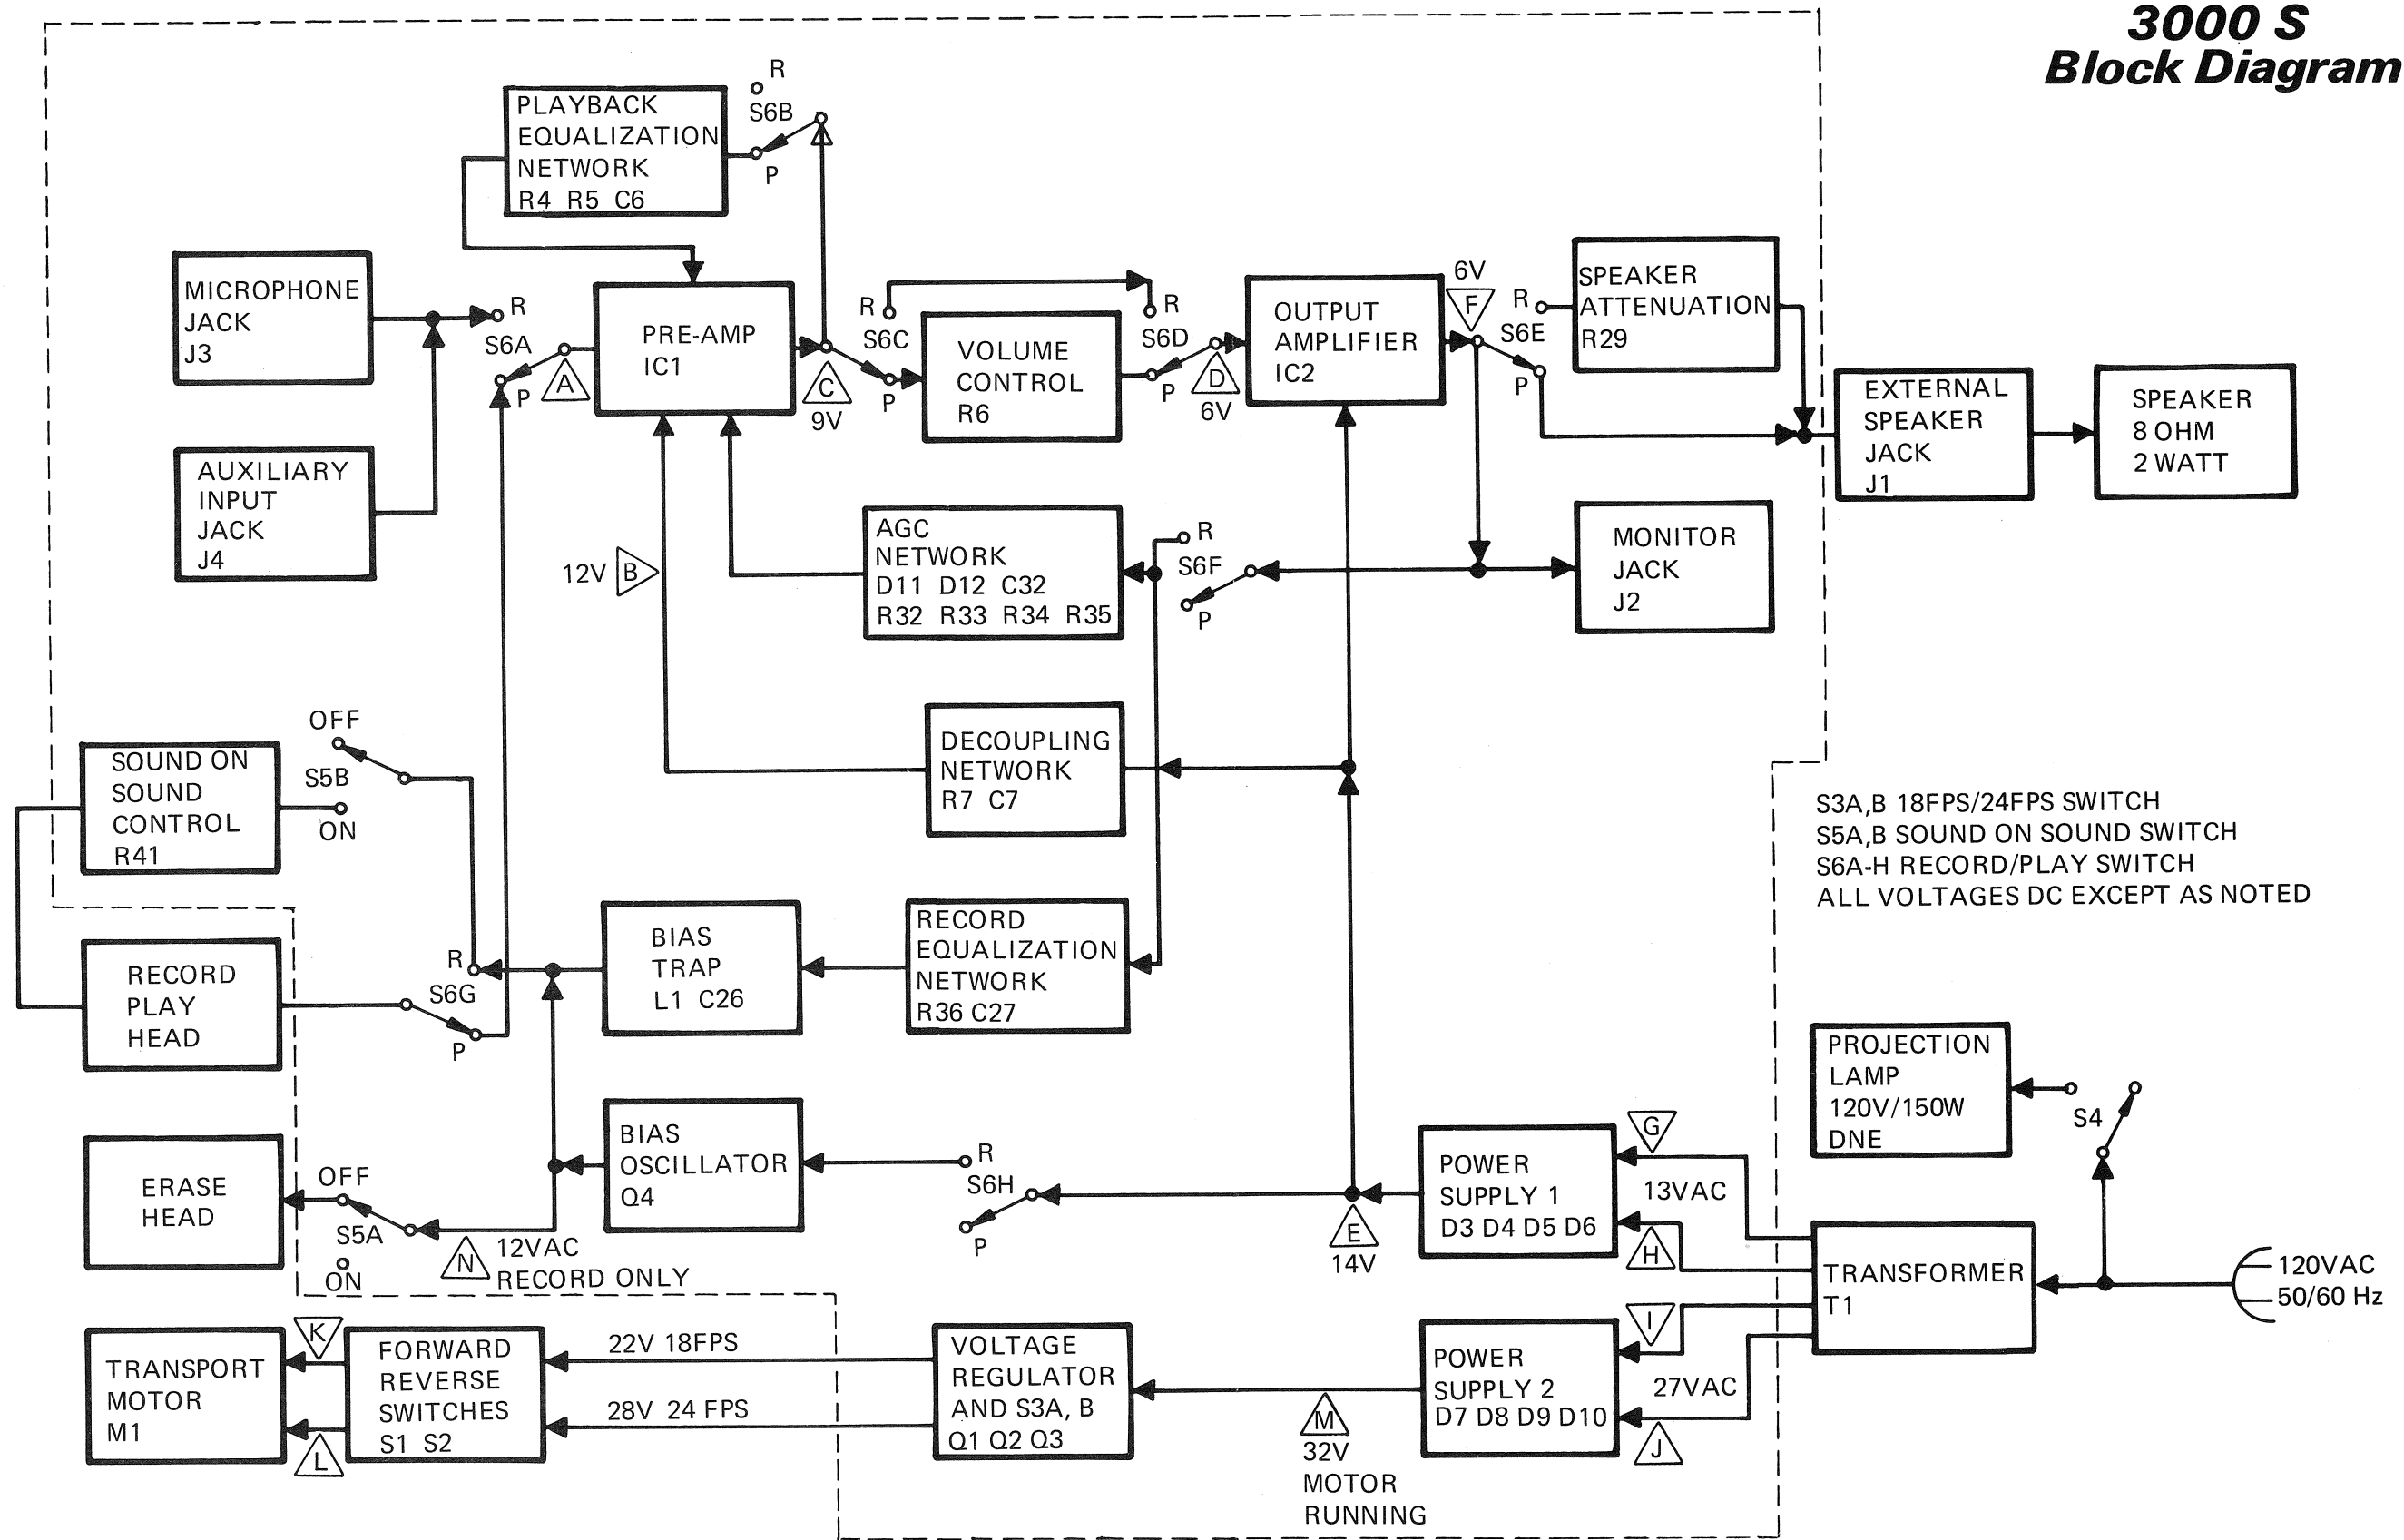 3000 S
Block Diagram
R
S6B
P
PLAYBACK
EQUALIZATION
NETWORK
R4 R5 C6
MICROPHONE
JACK
J3
R
S6A
P
A
PRE-AMP
IC1
C
9V
R
S6C
P
VOLUME
CONTROL
R6
R
S6D
P
D
6V
OUTPUT
AMPLIFIER
IC2
6V
F
R
S6E
P
SPEAKER
ATTENUATION
R29
EXTERNAL
SPEAKER
JACK
J1
SPEAKER
8 OHM
2 WATT
AUXILIARY
INPUT
JACK
J4
12V B
AGC
NETWORK
D11 D12 C32
R32 R33 R34 R35
R
S6F
P
MONITOR
JACK
J2
OFF
S5B
ON
SOUND ON
SOUND
CONTROL
R41
DECOUPLING
NETWORK
R7 C7
S3A,B 18FPS/24FPS SWITCH
S5A,B SOUND ON SOUND SWITCH
S6A-H RECORD/PLAY SWITCH
ALL VOLTAGES DC EXCEPT AS NOTED
RECORD
PLAY
HEAD
R
S6G
P
BIAS
TRAP
L1 C26
RECORD
EQUALIZATION
NETWORK
R36 C27
PROJECTION
LAMP
120V/150W
DNE
S4
ERASE
HEAD
OFF
S5A
ON
N
12VAC
RECORD ONLY
BIAS
OSCILLATOR
Q4
R
S6H
P
E
14V
POWER
SUPPLY 1
D3 D4 D5 D6
G
13VAC
H
TRANSFORMER
T1
120VAC
50/60 Hz
TRANSPORT
MOTOR
M1
K
L
FORWARD
REVERSE
SWITCHES
S1 S2
22V 18FPS
28V 24 FPS
VOLTAGE
REGULATOR
AND S3A, B
Q1 Q2 Q3
M
32V
MOTOR
RUNNING
POWER
SUPPLY 2
D7 D8 D9 D10
I
27VAC
J